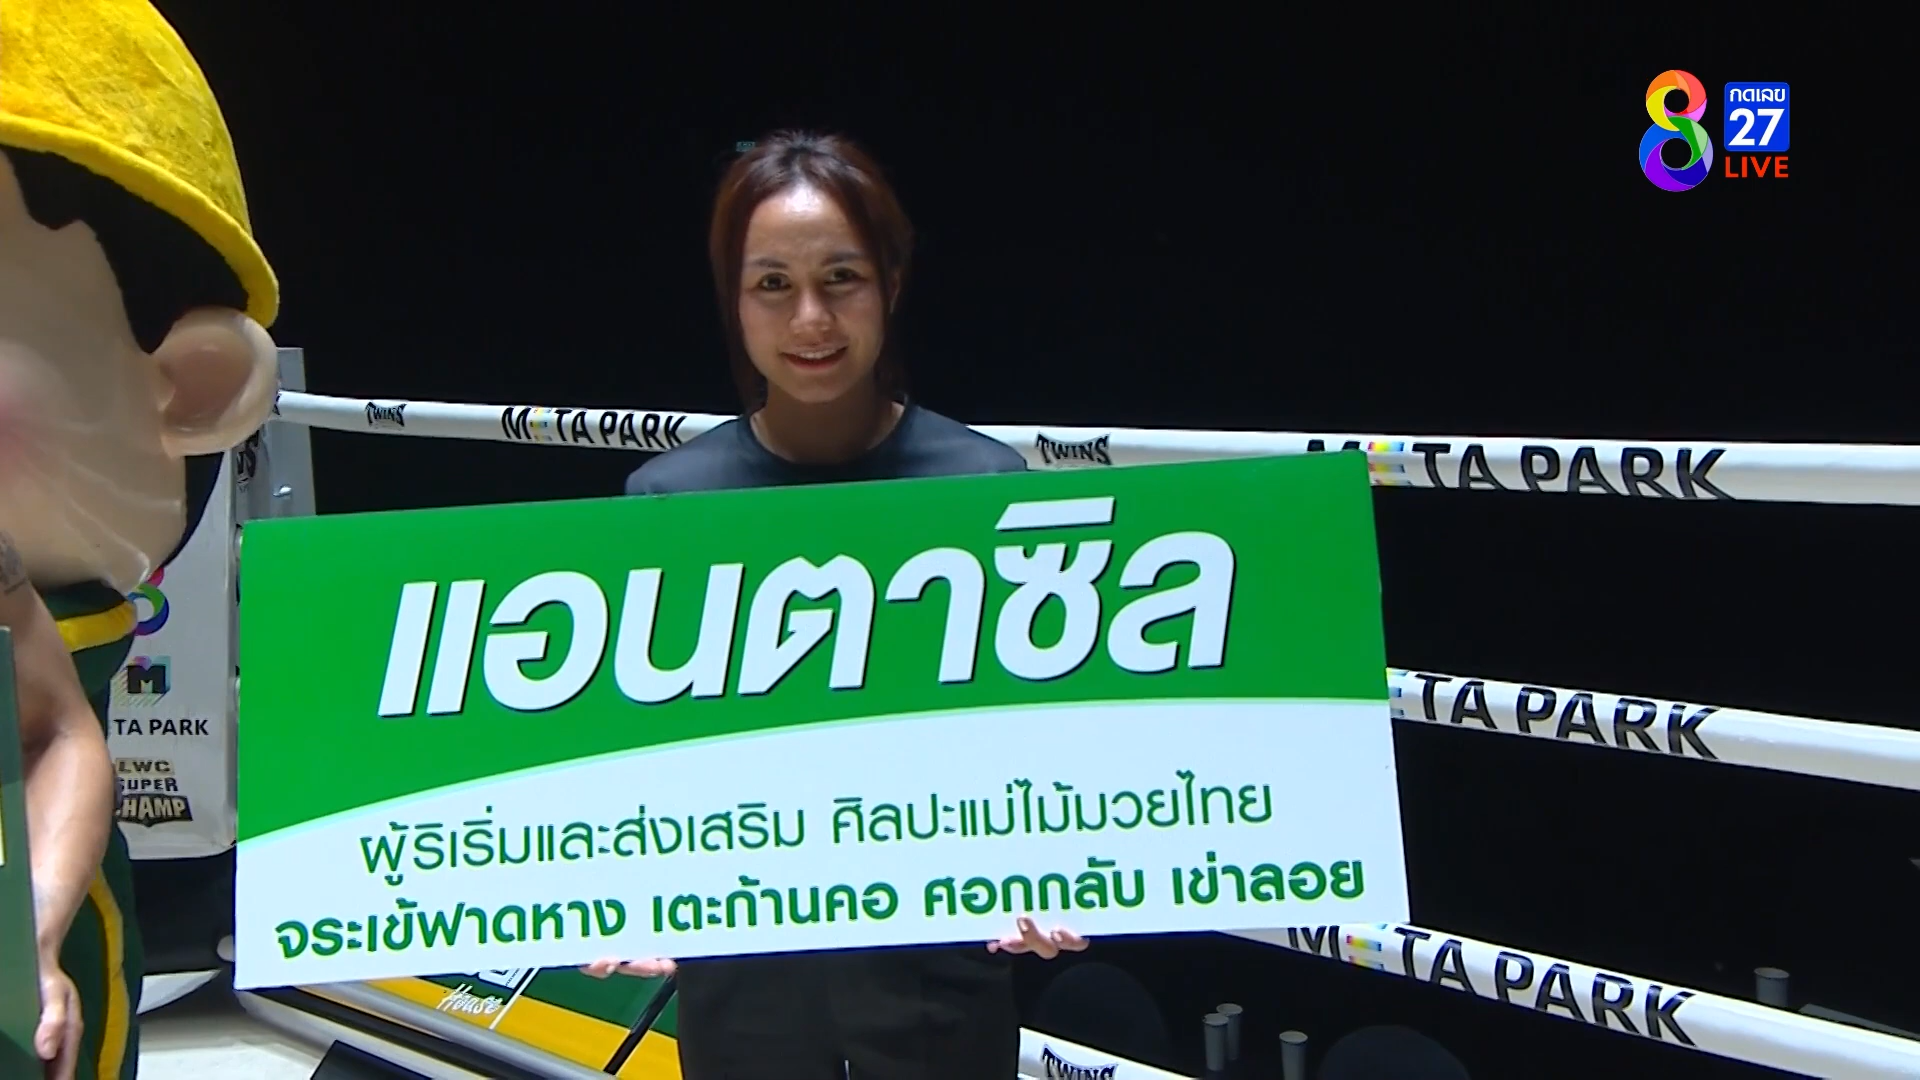 8
กดเลข
27
LIVE
TWINS
META PARK
TWINS
META PARK
แอนตาซิล
ผู้ริเริ่มและส่งเสริม ศิลปะแม่ไม้มวยไทย
จระเข้ฟาดหาง เตะก้านคอ ศอกกลับ เข่าลอย
M
TA PARK
LWC
SUPER
CHAMP
ETA PARK
META PARK
House
TWINS